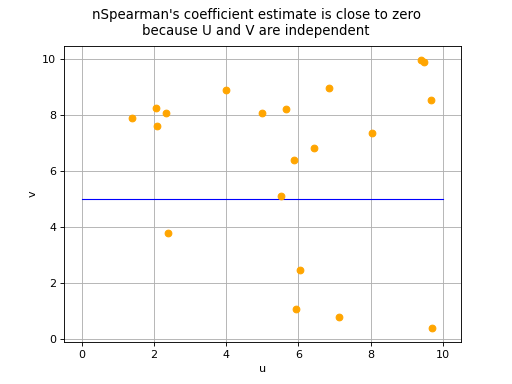 nSpearman's coefficient estimate is close to zero
because U and V are independent
10
8
6
4
2
0
v
0 2 4 6 8 10
u